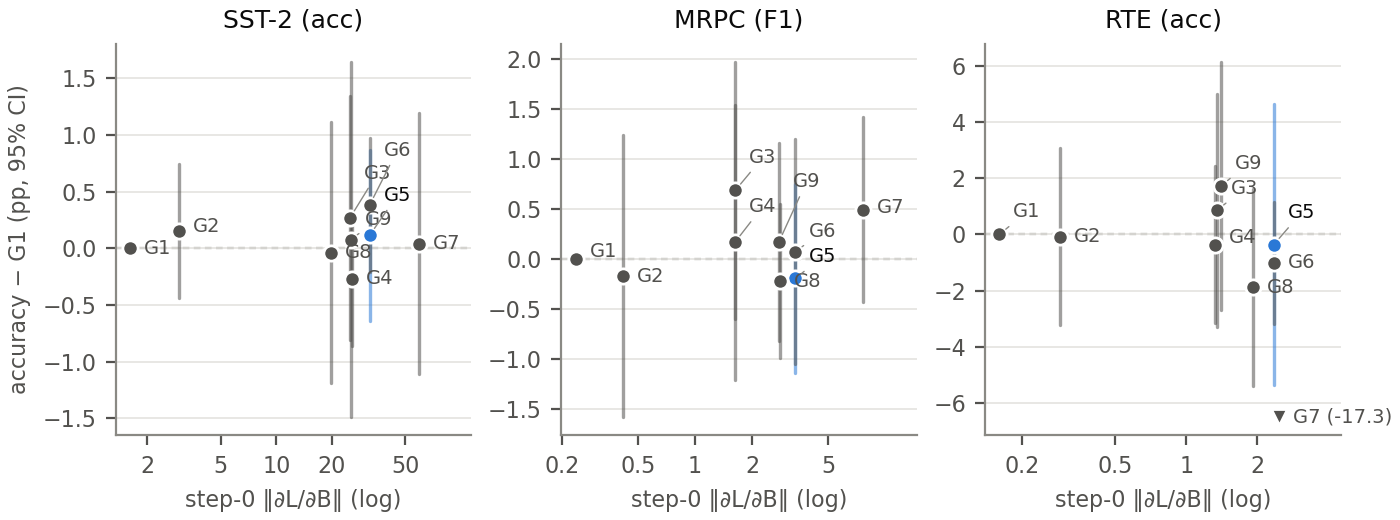 SST-2 (acc)
accuracy − G1 (pp, 95% CI)
1.5
1.0
0.5
0.0
−0.5
−1.0
−1.5
G1
G2
G3
G6
G5
G9
G8
G4
G7
2
5
10
20
50
step-0 ‖∂L/∂B‖ (log)
MRPC (F1)
2.0
1.5
1.0
0.5
0.0
−0.5
−1.0
−1.5
G1
G2
G3
G4
G9
G6
G5
G8
G7
0.2
0.5
1
2
5
step-0 ‖∂L/∂B‖ (log)
RTE (acc)
6
4
2
0
−2
−4
−6
G1
G2
G9
G3
G4
G5
G6
G8
G7 (-17.3)
0.2
0.5
1
2
step-0 ‖∂L/∂B‖ (log)